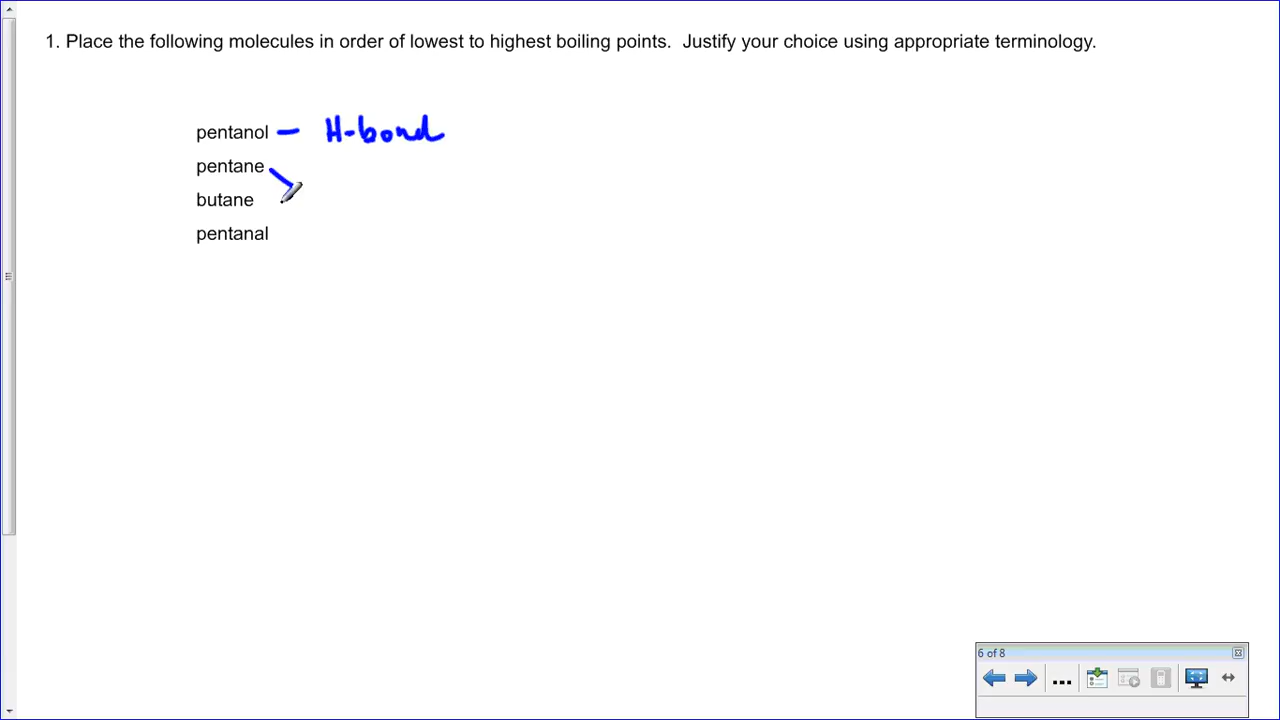 1. Place the following molecules in order of lowest to highest boiling points. Justify your choice using appropriate terminology.
pentanol – H-bond
pentane
butane
pentanal
6 of 8
...